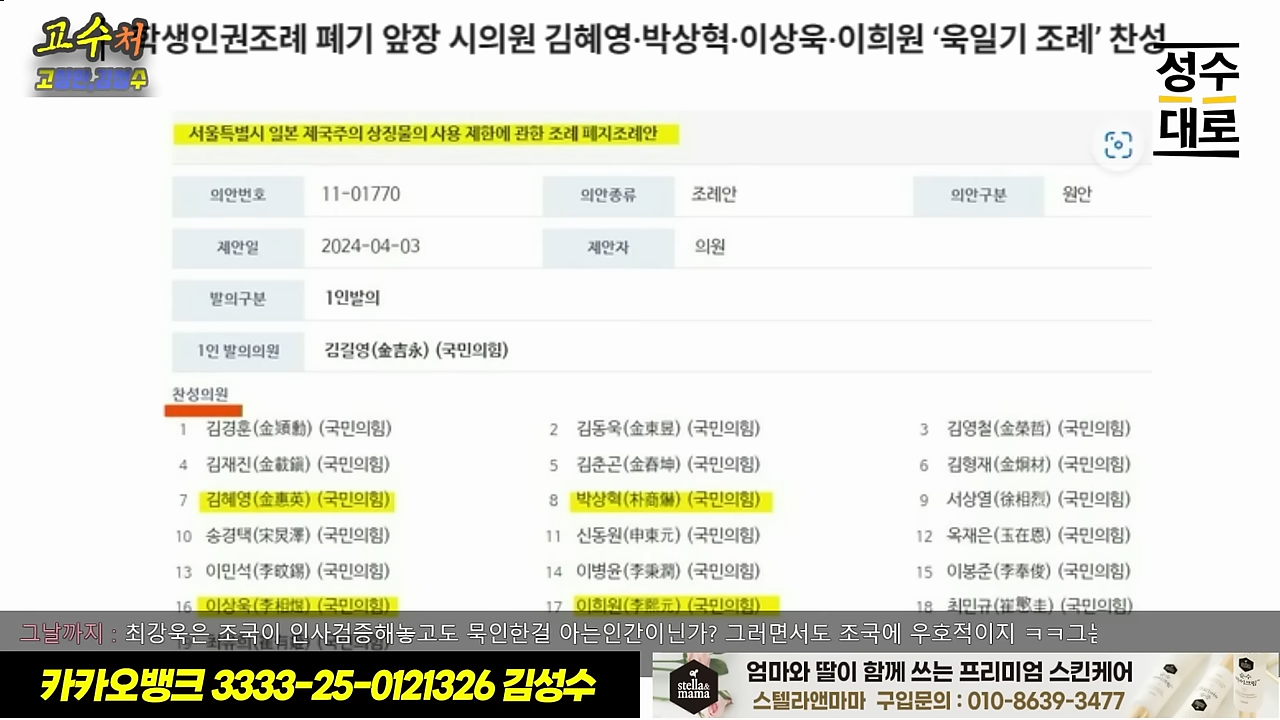 고수처
학생인권조례 폐기 앞장 시의원 김혜영·박상혁·이상욱·이희원 ‘욱일기 조례’ 찬성
성수
대로
서울특별시 일본 제국주의 상징물의 사용 제한에 관한 조례 폐지조례안
의안번호 11-01770 의안종류 조례안 의안구분 원안
제안일 2024-04-03 제안자 의원
발의구분 1인발의
1인 발의의원 김길영(金吉永) (국민의힘)
찬성의원
1 김경훈(金熲勳) (국민의힘) 2 김동욱(金東昱) (국민의힘) 3 김영철(金榮哲) (국민의힘)
4 김재진(金載鎭) (국민의힘) 5 김춘곤(金春坤) (국민의힘) 6 김형재(金炯材) (국민의힘)
7 김혜영(金惠英) (국민의힘) 8 박상혁(朴商爀) (국민의힘) 9 서상열(徐相烈) (국민의힘)
10 송경택(宋炅澤) (국민의힘) 11 신동원(申東元) (국민의힘) 12 옥재은(玉在恩) (국민의힘)
13 이민석(李旼錫) (국민의힘) 14 이병윤(李秉潤) (국민의힘) 15 이봉준(李奉俊) (국민의힘)
16 이상욱(李相煜) (국민의힘) 17 이희원(李熙元) (국민의힘) 18 최민규(崔敏圭) (국민의힘)
그날까지 : 최강욱은 조국이 인사검증해놓고도 묵인한걸 아는인간이닌가? 그러면서도 조국에 우호적이지 ㅋㅋ그는
카카오뱅크 3333-25-0121326 김성수
stella&
mama
엄마와 딸이 함께 쓰는 프리미엄 스킨케어
스텔라앤마마 구입문의 : 010-8639-3477